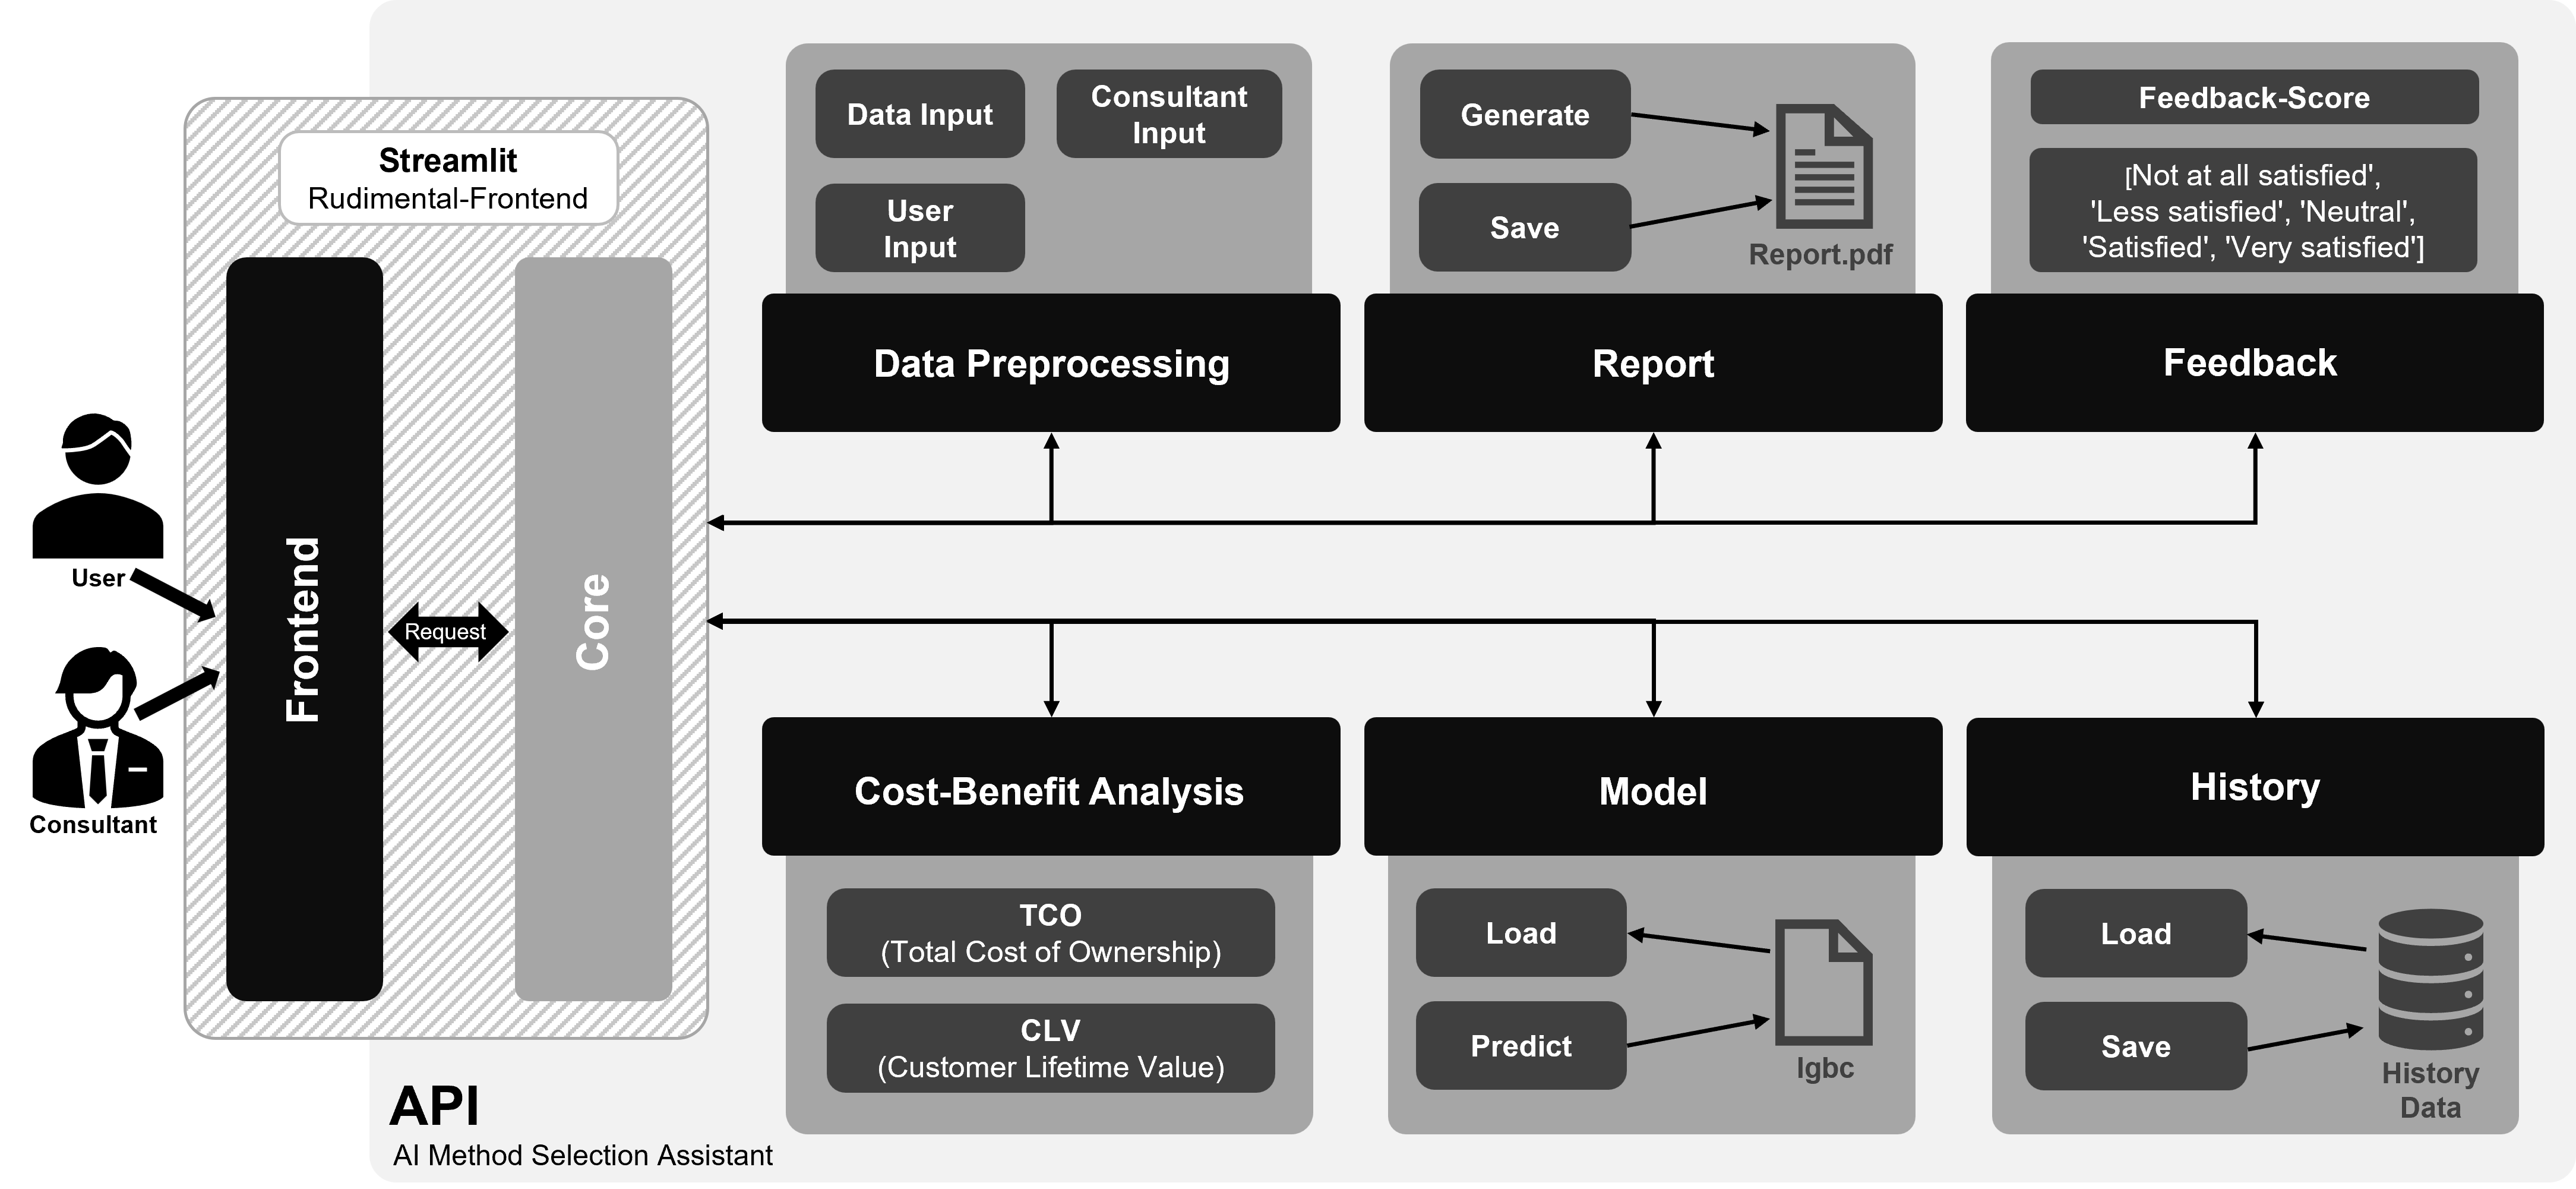 Streamlit
Rudimental-Frontend
Frontend
Request
Core
User
Consultant
API
AI Method Selection Assistant
Data Input
Consultant
Input
User
Input
Data Preprocessing
Generate
Save
Report.pdf
Report
Feedback-Score
[Not at all satisfied',
'Less satisfied', 'Neutral',
'Satisfied', 'Very satisfied']
Feedback
Cost-Benefit Analysis
TCO
(Total Cost of Ownership)
CLV
(Customer Lifetime Value)
Model
Load
Predict
lgbc
History
Load
Save
History
Data